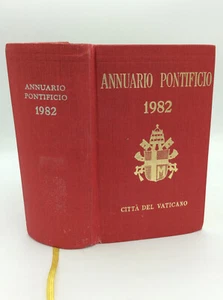 ANNUARIO
PONTIFICIO
1982
ANNUARIO PONTIFICIO
1982
M
CITTÀ DEL VATICANO